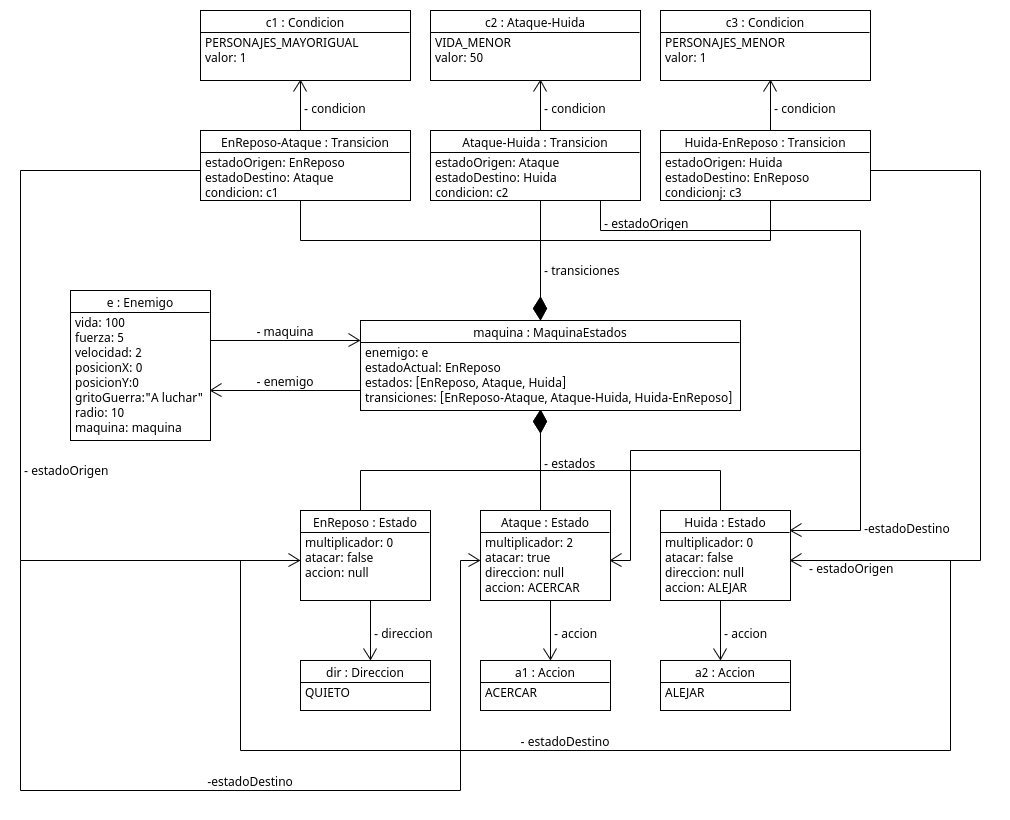 c1 : Condicion
PERSONAJES_MAYORIGUAL
valor: 1
c2 : Ataque-Huida
VIDA_MENOR
valor: 50
c3 : Condicion
PERSONAJES_MENOR
valor: 1
- condicion
- condicion
- condicion
EnReposo-Ataque : Transicion
estadoOrigen: EnReposo
estadoDestino: Ataque
condicion: c1
Ataque-Huida : Transicion
estadoOrigen: Ataque
estadoDestino: Huida
condicion: c2
Huida-EnReposo : Transicion
estadoOrigen: Huida
estadoDestino: EnReposo
condicionj: c3
- estadoOrigen
- transiciones
e : Enemigo
vida: 100
fuerza: 5
velocidad: 2
posicionX: 0
posicionY:0
gritoGuerra:"A luchar"
radio: 10
maquina: maquina
- maquina
- enemigo
maquina : MaquinaEstados
enemigo: e
estadoActual: EnReposo
estados: [EnReposo, Ataque, Huida]
transiciones: [EnReposo-Ataque, Ataque-Huida, Huida-EnReposo]
- estadoOrigen
- estados
EnReposo : Estado
multiplicador: 0
atacar: false
accion: null
Ataque : Estado
multiplicador: 2
atacar: true
direccion: null
accion: ACERCAR
Huida : Estado
multiplicador: 0
atacar: false
direccion: null
accion: ALEJAR
-estadoDestino
- estadoOrigen
- direccion
- accion
- accion
dir : Direccion
QUIETO
a1 : Accion
ACERCAR
a2 : Accion
ALEJAR
- estadoDestino
-estadoDestino